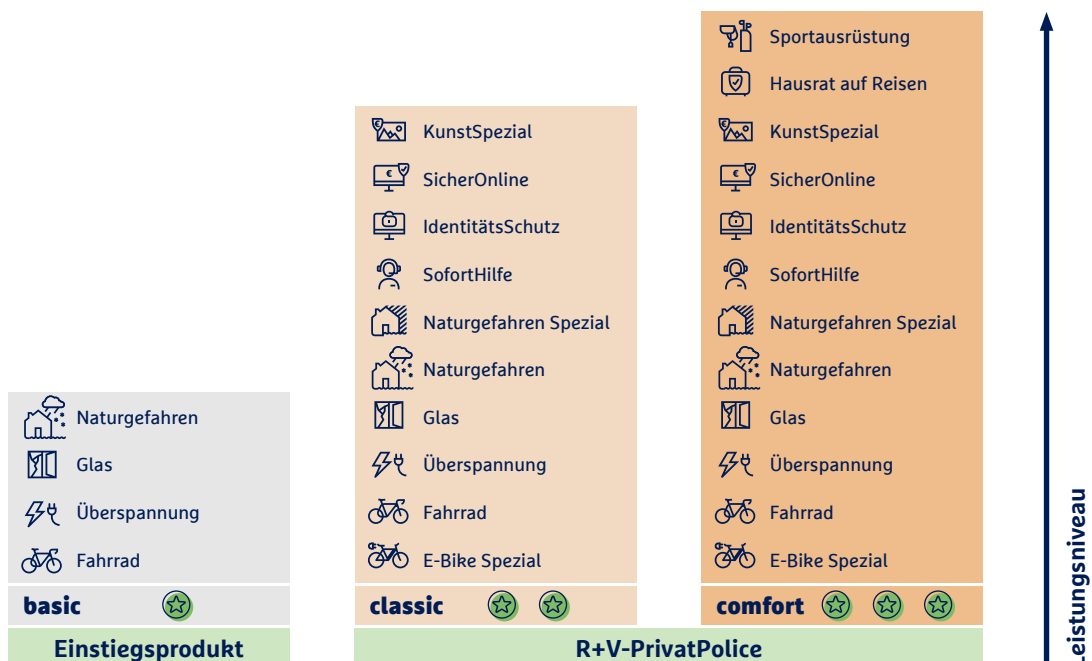 Naturgefahren
Glas
Überspannung
Fahrrad
basic
Einstiegsprodukt
KunstSpezial
SicherOnline
IdentitätsSchutz
SofortHilfe
Naturgefahren Spezial
Naturgefahren
Glas
Überspannung
Fahrrad
E-Bike Spezial
classic
Sportausrüstung
Hausrat auf Reisen
KunstSpezial
SicherOnline
IdentitätsSchutz
SofortHilfe
Naturgefahren Spezial
Naturgefahren
Glas
Überspannung
Fahrrad
E-Bike Spezial
comfort
R+V-PrivatPolice
Leistungsniveau